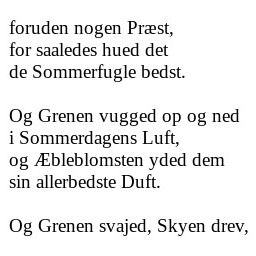 foruden nogen Præst,
for saaledes hued det
de Sommerfugle bedst.

Og Grenen vugged op og ned
i Sommerdagens Luft,
og Æbleblomsten yded dem
sin allerbedste Duft.

Og Grenen svajed, Skyen drev,